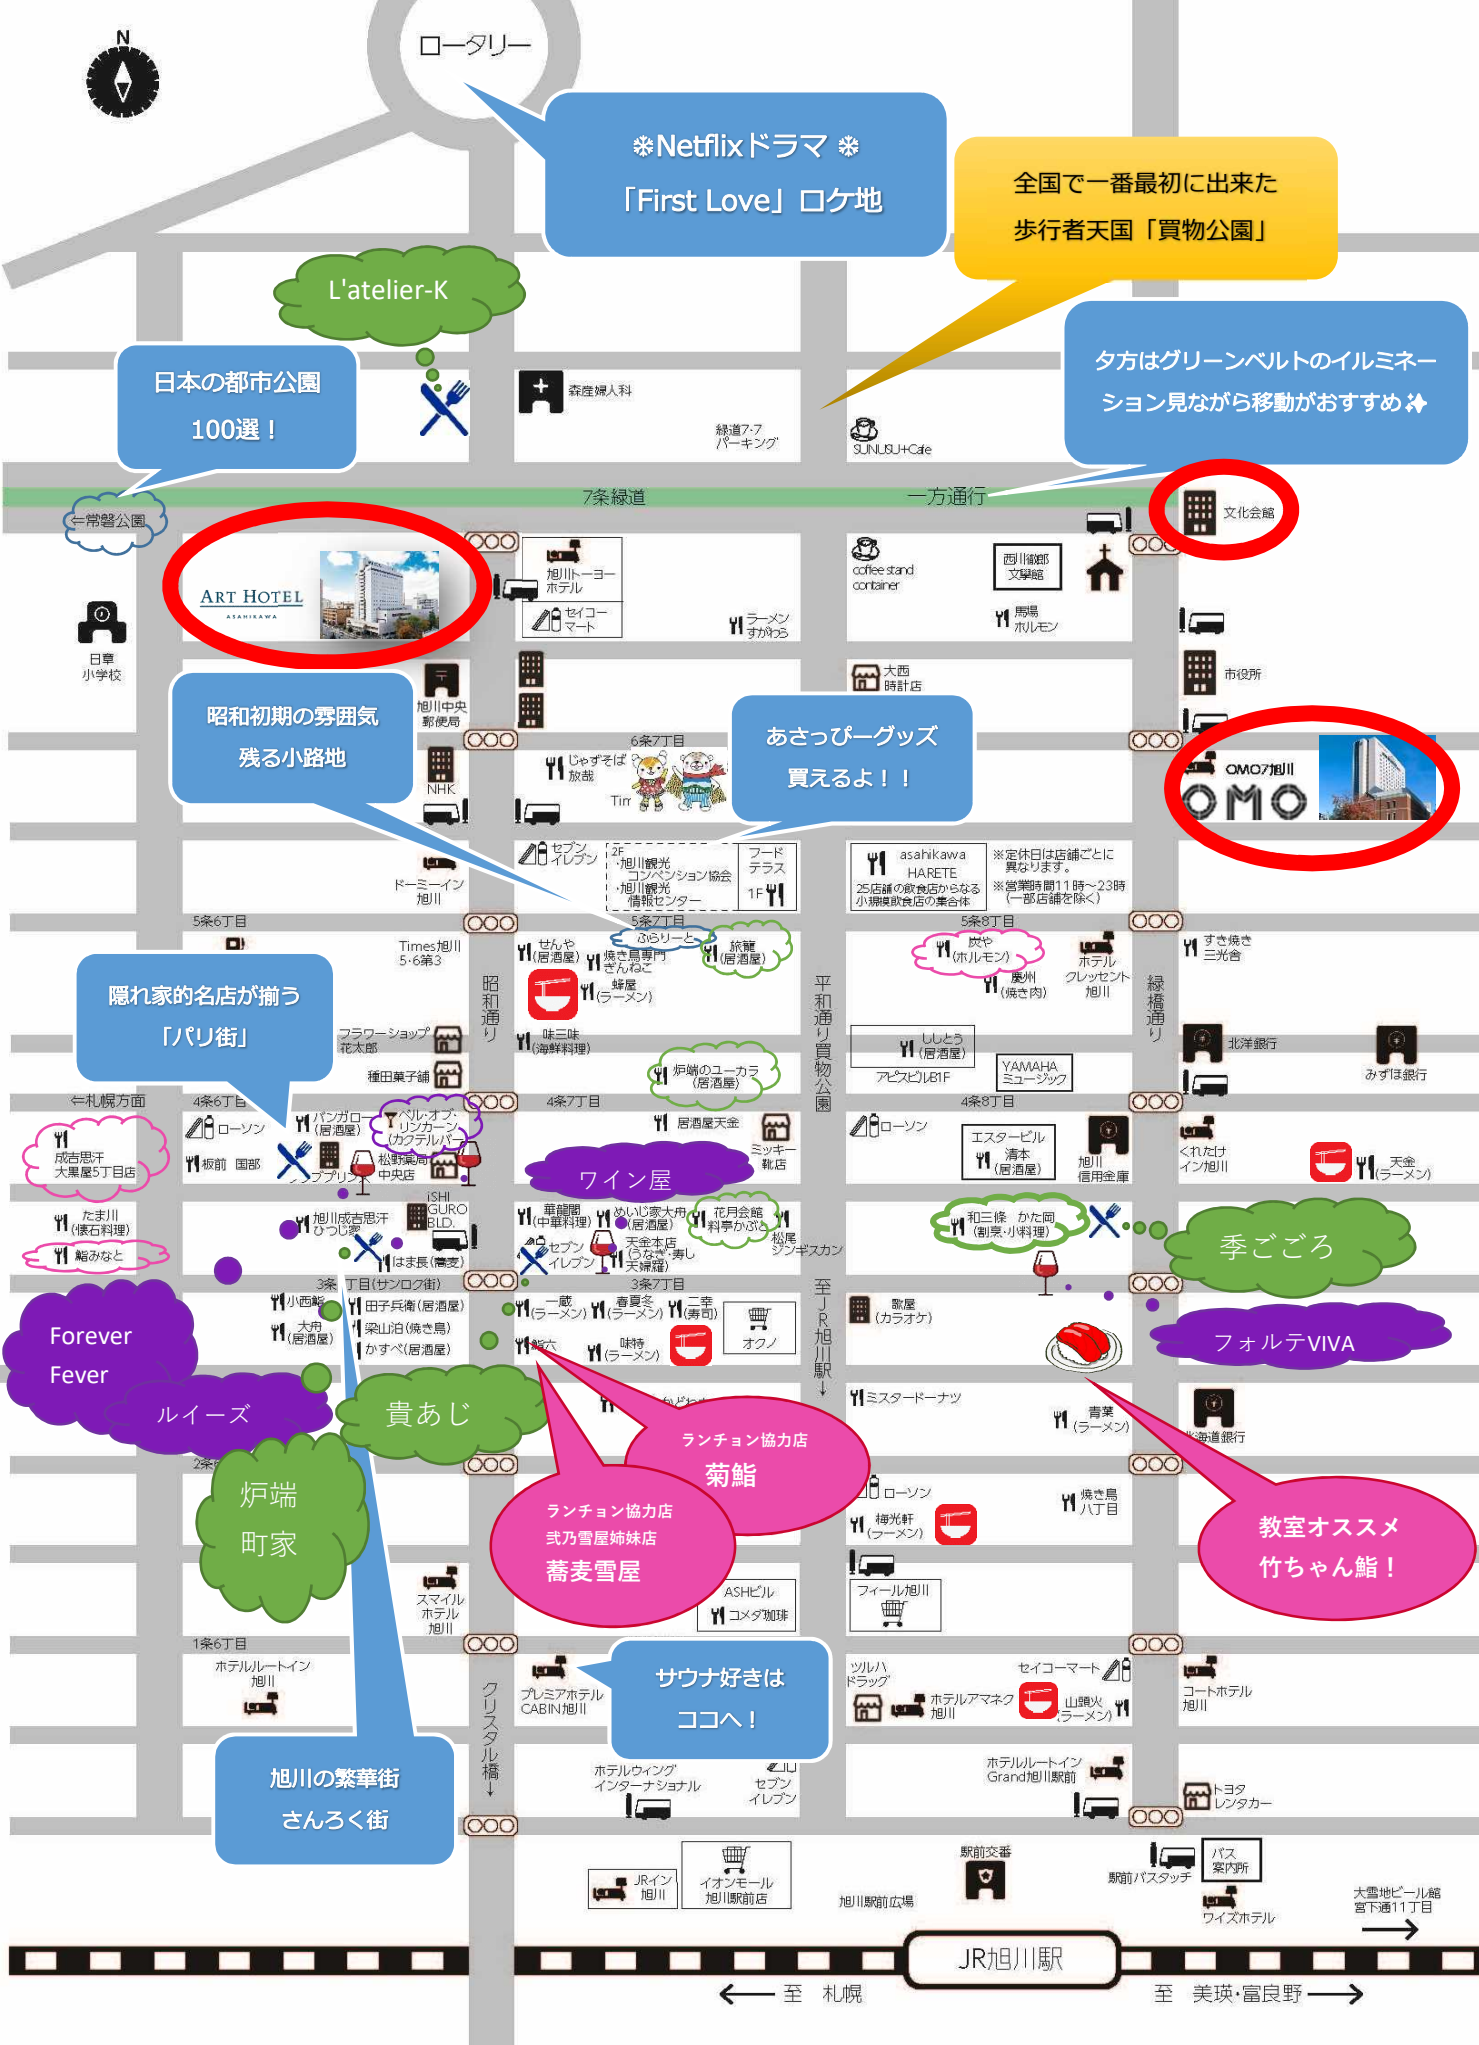 N
ロータリー
❄Netflixドラマ ❄
「First Love」ロケ地
全国で一番最初に出来た
歩行者天国「買物公園」
L'atelier-K
日本の都市公園
100選！
夕方はグリーンベルトのイルミネー
ション見ながら移動がおすすめ✨
森産婦人科
緑道7・7
パーキング
SUNUSU+Cafe
7条緑道
一方通行
⇐常磐公園
文化会館
ART HOTEL
ASAHIKAWA
旭川トーヨー
ホテル
セイコー
マート
coffee stand
container
西川徹郎
文學館
馬場
ホルモン
ラーメン
すがわら
日章
小学校
旭川中央
郵便局
大西
時計店
市役所
昭和初期の雰囲気
残る小路地
あさっぴーグッズ
買えるよ！！
6条7丁目
じゃずそば
放哉
Tim
NHK
OMO7旭川
OMO
セブン
イレブン
2F
・旭川観光
コンベンション協会
・旭川観光
情報センター
フード
テラス
1F
asahikawa
HARETE
25店舗の飲食店からなる
小規模飲食店の集合体
※定休日は店舗ごとに
異なります。
※営業時間11時～23時
(一部店舗を除く)
ドーミーイン
旭川
5条6丁目
5条7丁目
5条8丁目
Times旭川
5・6第3
せんや
(居酒屋)
焼き鳥専門
ぎんねこ
ふらりーと
旅籠
(居酒屋)
炭や
(ホルモン)
慶州
(焼き肉)
ホテル
クレッセント
旭川
すき焼き
三光舎
蜂屋
(ラーメン)
隠れ家的名店が揃う
「パリ街」
昭和通り
平和通り買物公園
緑橋通り
フラワーショップ
花太郎
味三味
(海鮮料理)
ししとう
(居酒屋)
アピスビルB1F
YAMAHA
ミュージック
北洋銀行
みずほ銀行
種田菓子舗
炉端のユーカラ
(居酒屋)
⇐札幌方面
4条6丁目
4条7丁目
4条8丁目
ローソン
バンガロー
(居酒屋)
ベル・オブ・
リンカーン
(カクテルバー)
居酒屋天金
ミッキー
靴店
ローソン
エスタービル
清本
(居酒屋)
旭川
信用金庫
くれたけ
イン旭川
天金
(ラーメン)
成吉思汗
大黒屋5丁目店
板前 国部
松野薬局
中央店
ワイン屋
iSHI
GURO
BLD.
たま川
(懐石料理)
旭川成吉思汗
ひつじ家
華龍閣
(中華料理)
めいじ家大舟
(居酒屋)
花月会館
料亭かぶと
松尾
ジンギスカン
和三條 かた岡
(割烹・小料理)
季ごころ
鮨みなと
はま長(蕎麦)
セブン
イレブン
天金本店
(うなぎ・寿し
天婦羅)
3条 丁目(サンロク街)
3条7丁目
至JR旭川駅→
小西鮨
田子兵衛(居酒屋)
一蔵
(ラーメン)
春夏冬
(ラーメン)
二幸
(寿司)
オクノ
歌屋
(カラオケ)
大舟
(居酒屋)
梁山泊(焼き鳥)
かすべ(居酒屋)
鮨六
味特
(ラーメン)
フォルテVIVA
Forever
Fever
ルイーズ
貴あじ
ミスタードーナツ
青葉
(ラーメン)
北海道銀行
ランチョン協力店
菊鮨
2条
炉端
町家
ランチョン協力店
弐乃雪屋姉妹店
蕎麦雪屋
ローソン
梅光軒
(ラーメン)
焼き鳥
八丁目
教室オススメ
竹ちゃん鮨！
スマイル
ホテル
旭川
ASHビル
コメダ珈琲
フィール旭川
1条6丁目
ホテルルートイン
旭川
クリスタル橋→
プレミアホテル
CABIN旭川
サウナ好きは
ココへ！
ツルハ
ドラッグ
ホテルアマネク
旭川
セイコーマート
山頭火
(ラーメン)
コートホテル
旭川
旭川の繁華街
さんろく街
ホテルウィング
インターナショナル
セブン
イレブン
ホテルルートイン
Grand旭川駅前
トヨタ
レンタカー
JRイン
旭川
イオンモール
旭川駅前店
旭川駅前広場
駅前交番
駅前バスタッチ
バス
案内所
ワイズホテル
大雪地ビール館
宮下通11丁目
JR旭川駅
至 札幌
至 美瑛・富良野